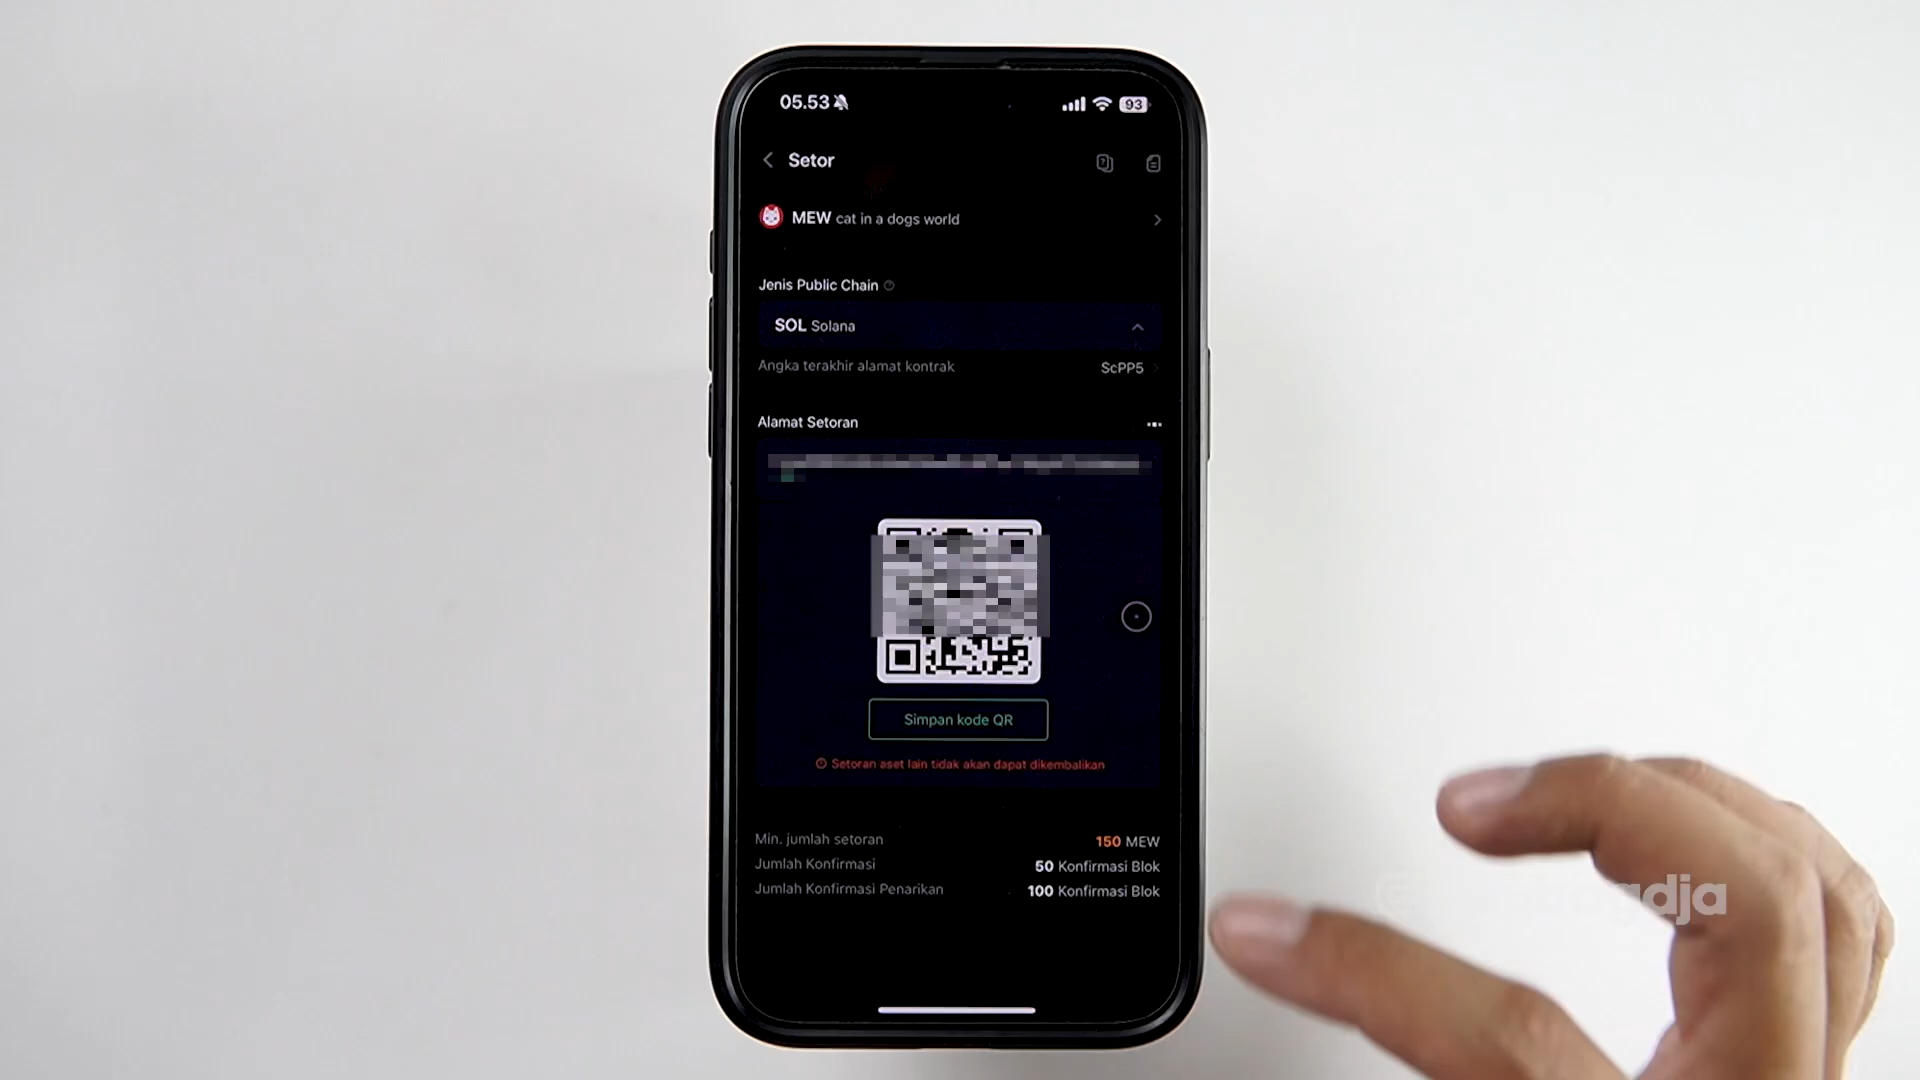 05.53
93
Setor
MEW cat in a dogs world
Jenis Public Chain
SOL Solana
Angka terakhir alamat kontrak
ScPP5
Alamat Setoran
Simpan kode QR
Setoran aset lain tidak akan dapat dikembalikan
Min. jumlah setoran
150 MEW
Jumlah Konfirmasi
50 Konfirmasi Blok
Jumlah Konfirmasi Penarikan
100 Konfirmasi Blok